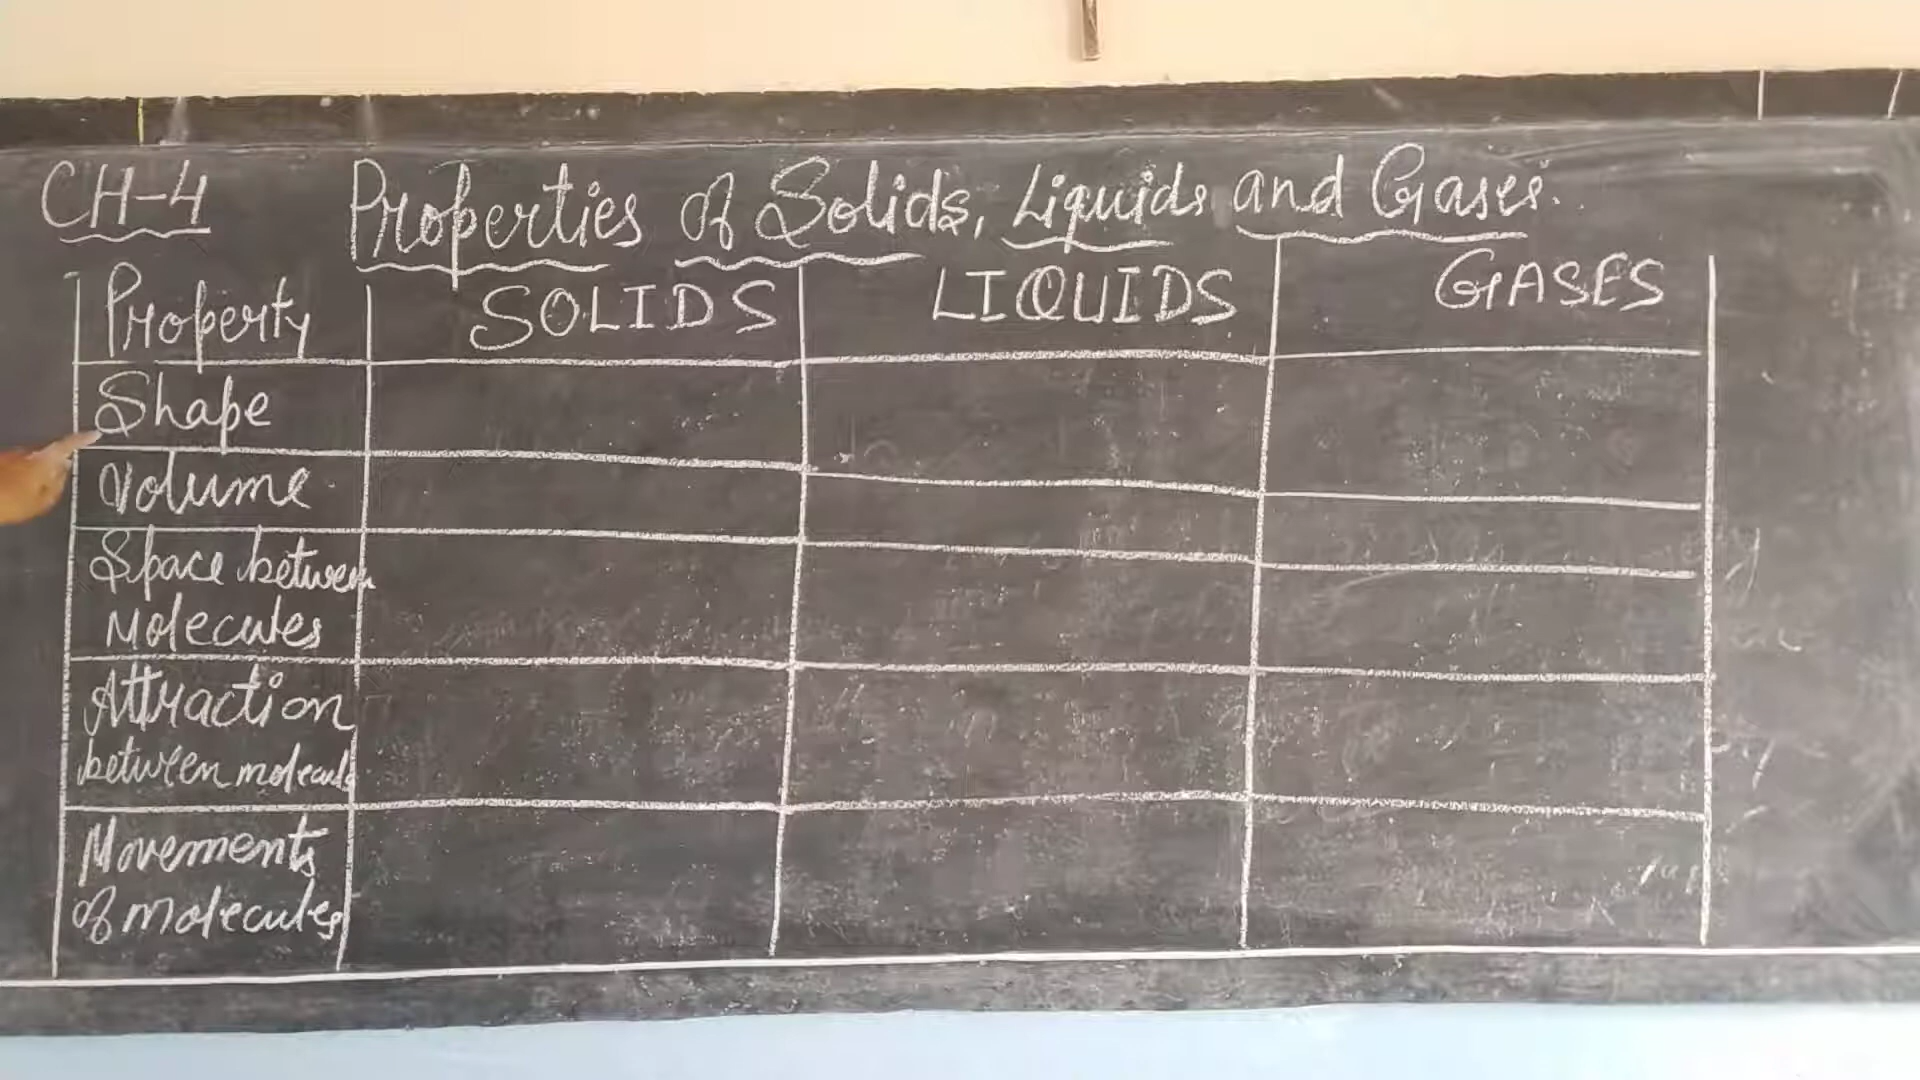 CH-4 Properties of Solids, Liquids and Gases.
Property SOLIDS LIQUIDS GASES
Shape
Volume
Space between
Molecules
Attraction
between molecule
Movements
of molecules